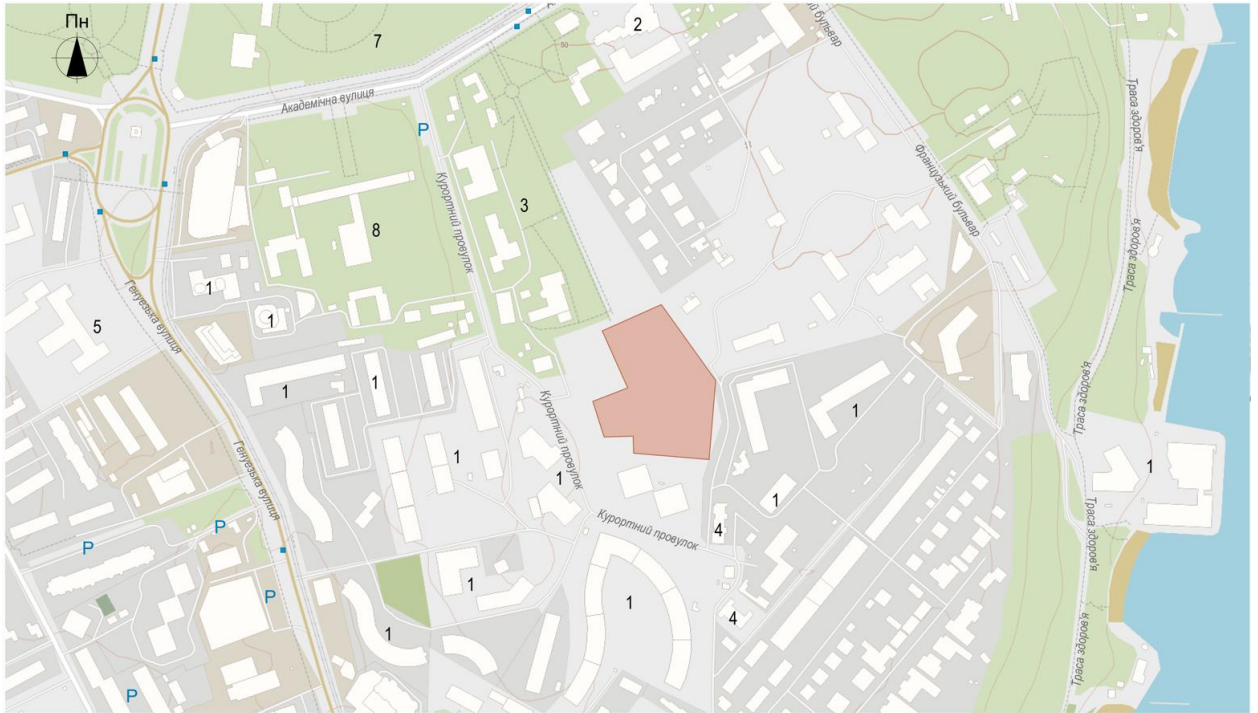 Пн
7
2
50
бульвар
Академічна вулиця
P
Траса здоров'я
Французький бульвар
Курортний провулок
3
8
Траса здоров'я
1
Генуезька вулиця
5
1
1
1
1
Траса здоров'я
Курортний провулок
Генуезька вулиця
1
1
1
1
P
P
Курортний провулок
4
Траса здоров'я
1
P
1
4
1
P
Траса здоров'я